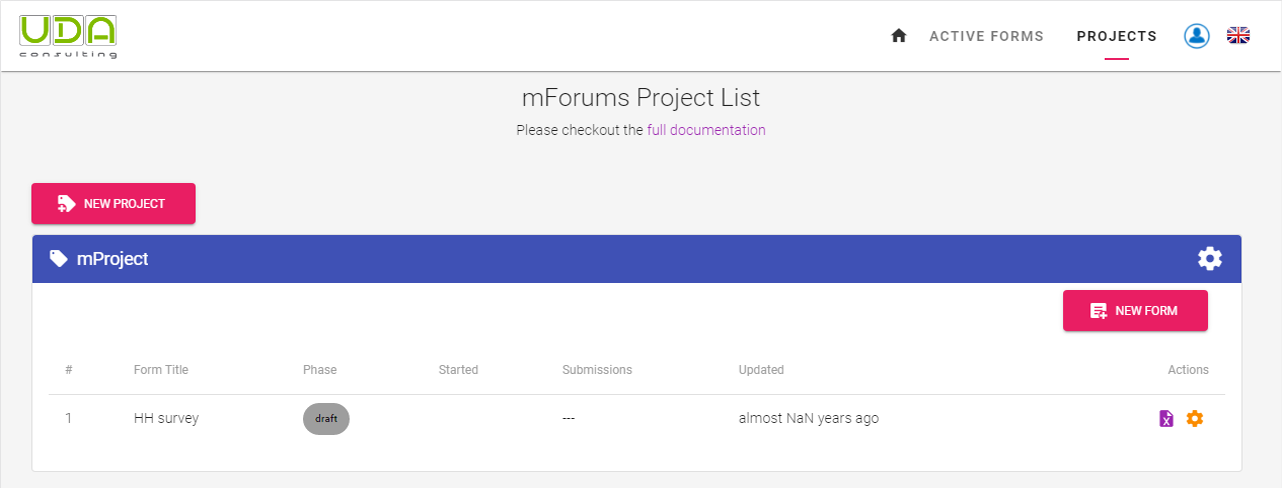 UDA
consulting
ACTIVE FORMS PROJECTS
mForums Project List
Please checkout the full documentation
NEW PROJECT
mProject
NEW FORM
# Form Title Phase Started Submissions Updated Actions
1 HH survey draft --- almost NaN years ago